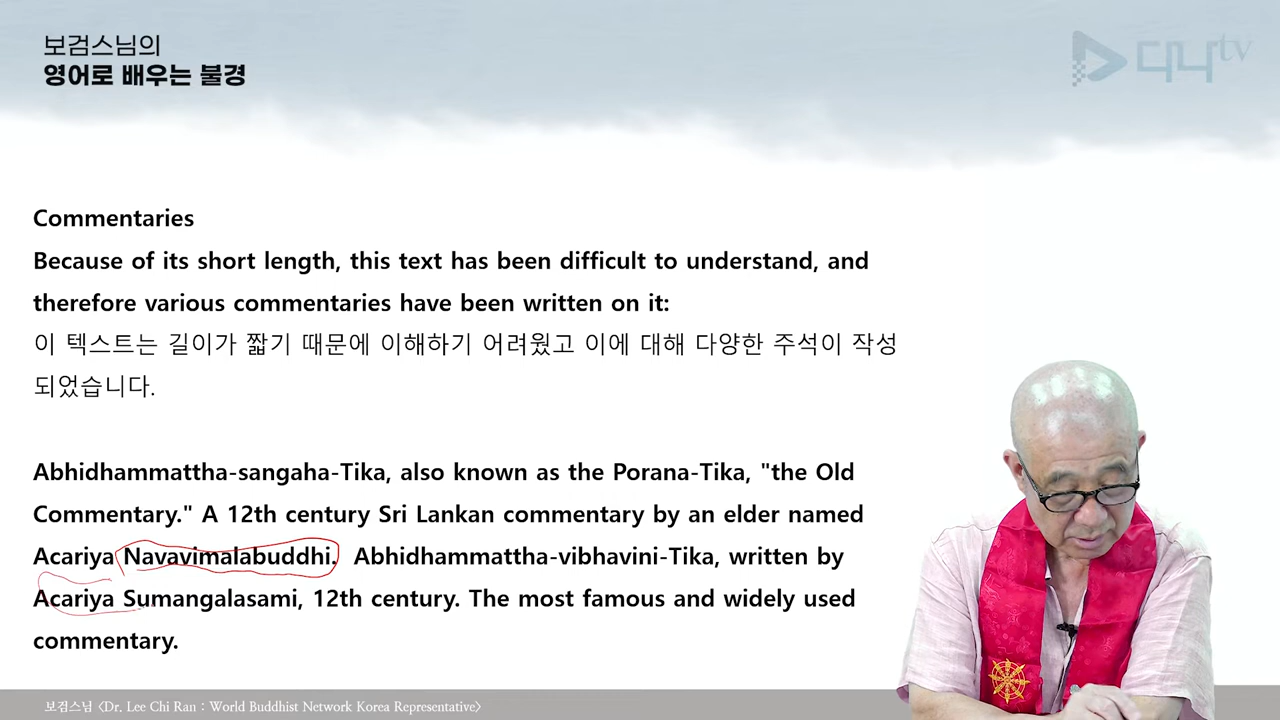 보검스님의
영어로 배우는 불경
디나tv
Commentaries
Because of its short length, this text has been difficult to understand, and
therefore various commentaries have been written on it:
이 텍스트는 길이가 짧기 때문에 이해하기 어려웠고 이에 대해 다양한 주석이 작성
되었습니다.
Abhidhammattha-sangaha-Tika, also known as the Porana-Tika, "the Old
Commentary." A 12th century Sri Lankan commentary by an elder named
Acariya Navavimalabuddhi. Abhidhammattha-vibhavini-Tika, written by
Acariya Sumangalasami, 12th century. The most famous and widely used
commentary.
보검스님 <Dr. Lee Chi Ran : World Buddhist Network Korea Representative>